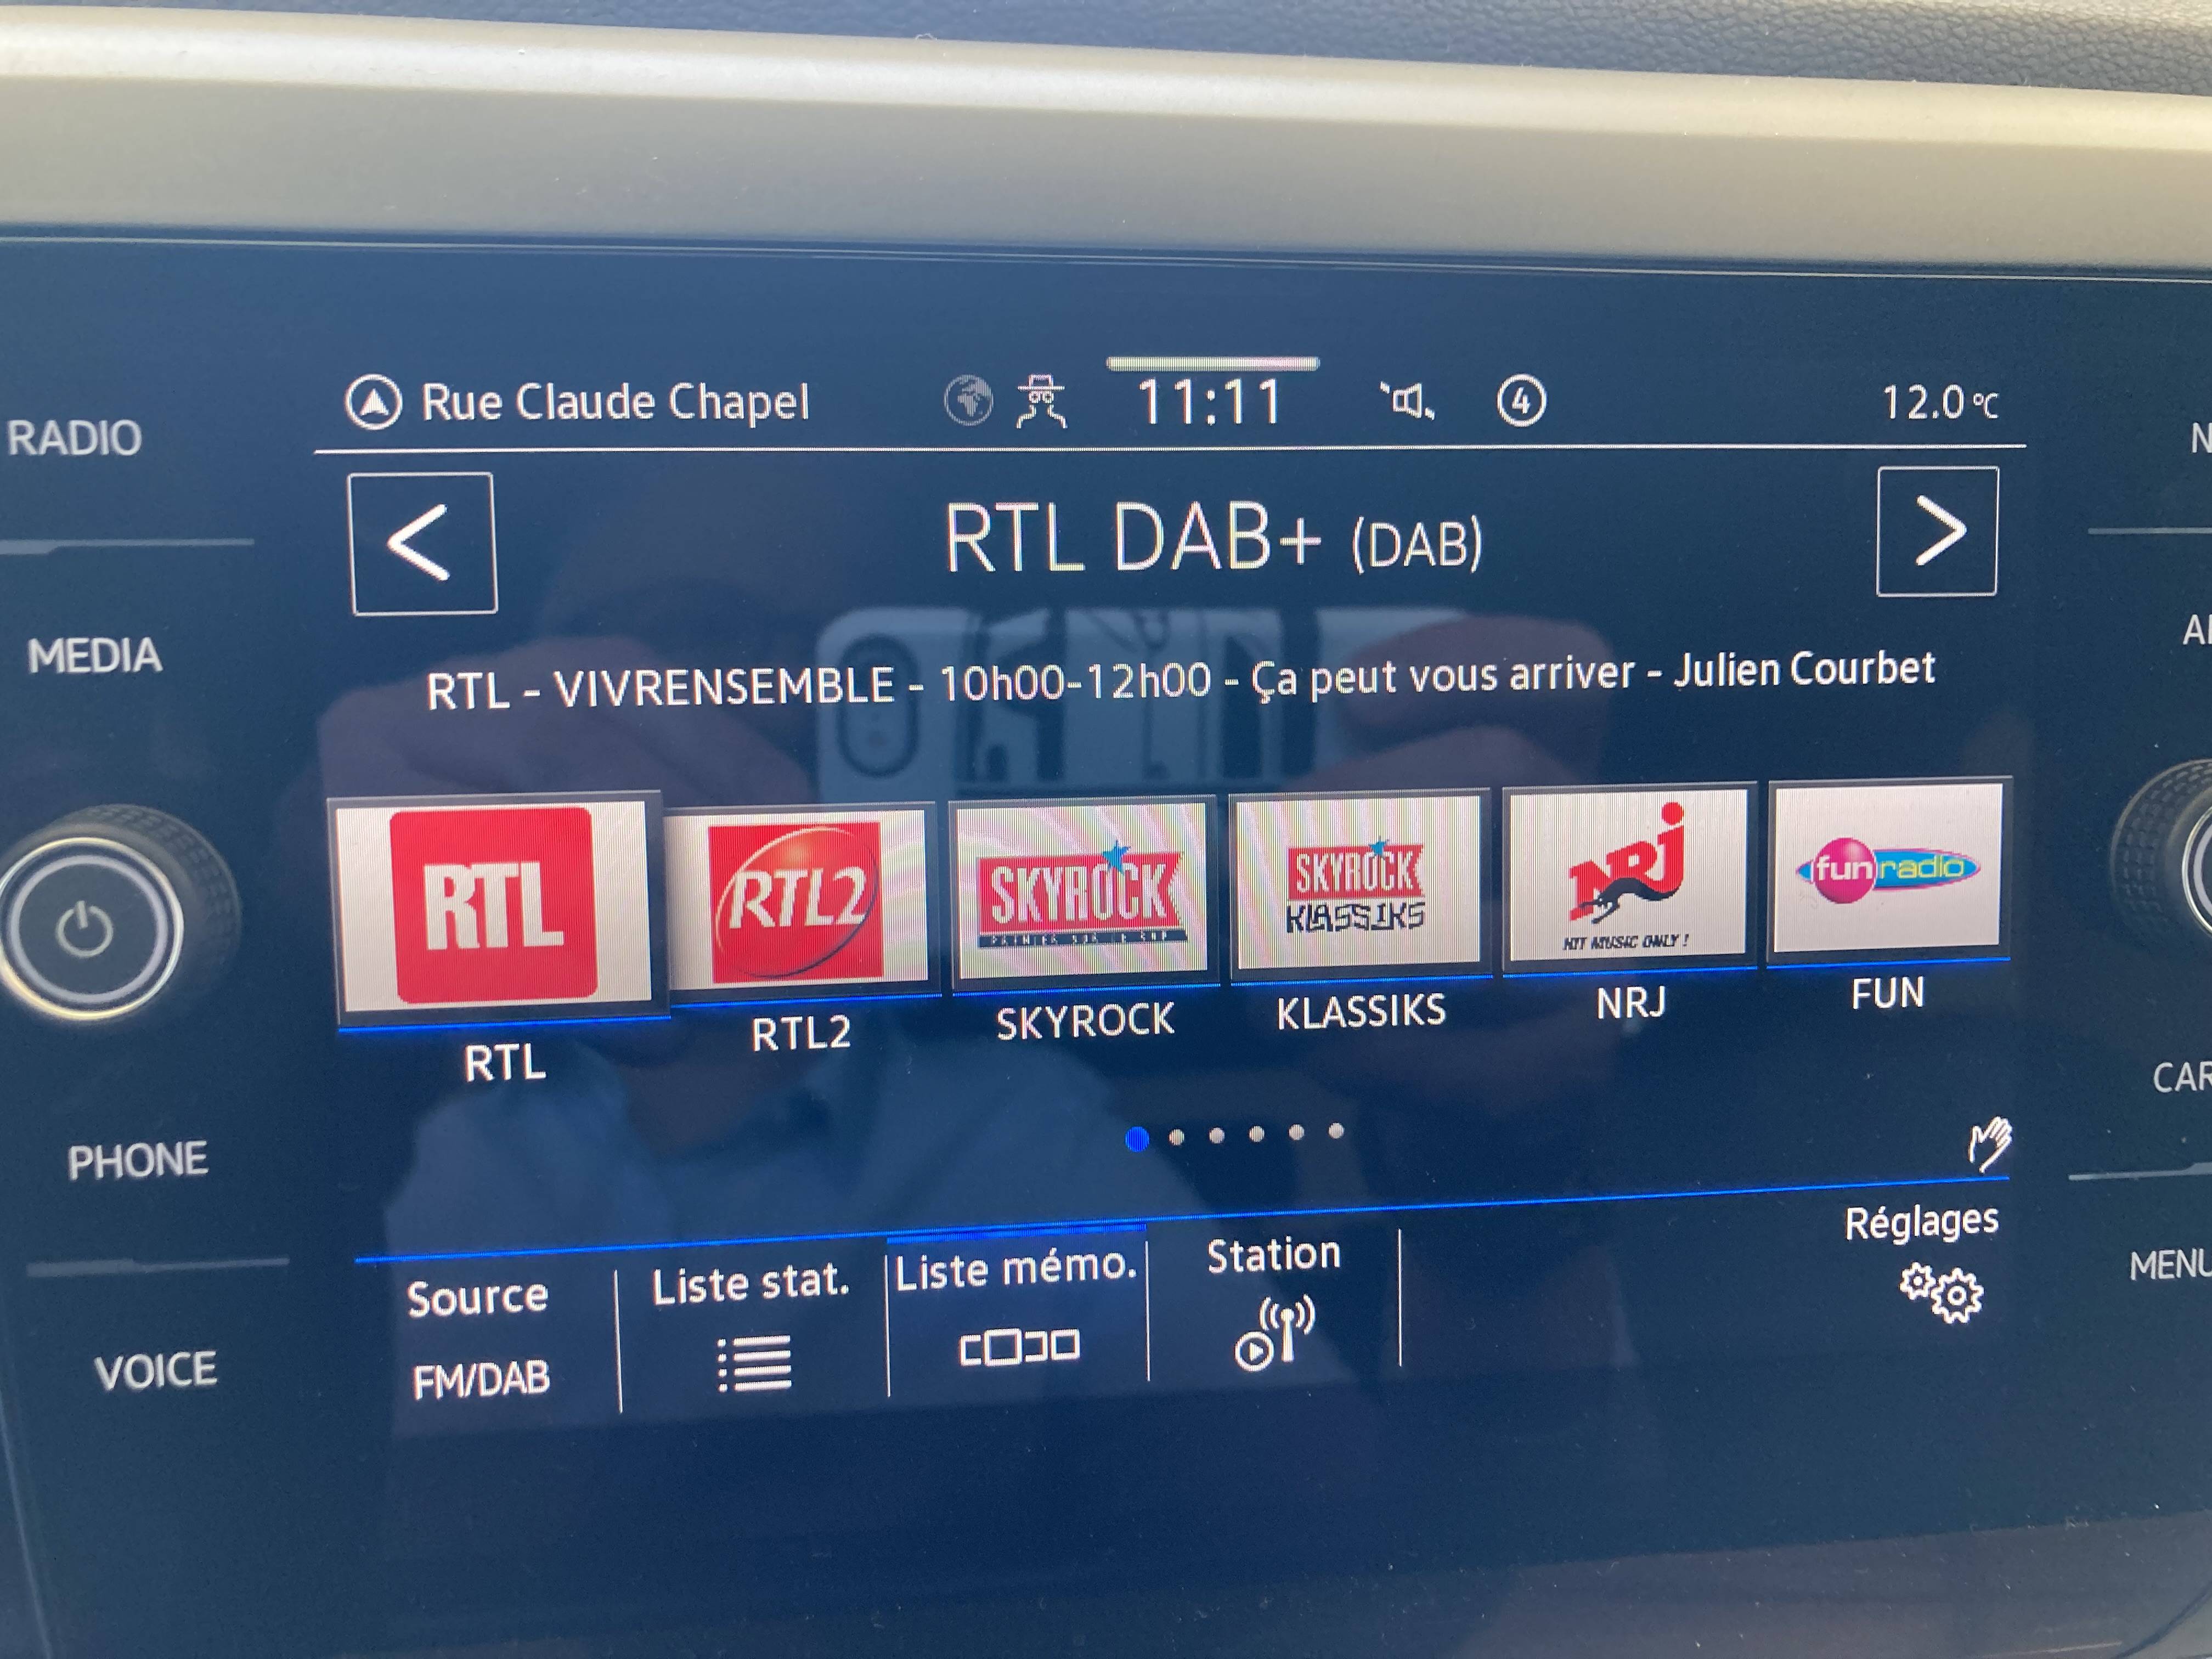 Rue Claude Chapel
11:11
4
12.0 °C
RADIO
RTL DAB+ (DAB)
MEDIA
RTL - VIVRENSEMBLE - 10h00-12h00 - Ça peut vous arriver - Julien Courbet
RTL
RTL2
SKYROCK
SKYROCK
KLASSIKS
NRJ
HIT MUSIC ONLY !
fun radio
RTL
RTL2
SKYROCK
KLASSIKS
NRJ
FUN
PHONE
CAR
MENU
Réglages
Source
FM/DAB
Liste stat.
Liste mémo.
Station
VOICE